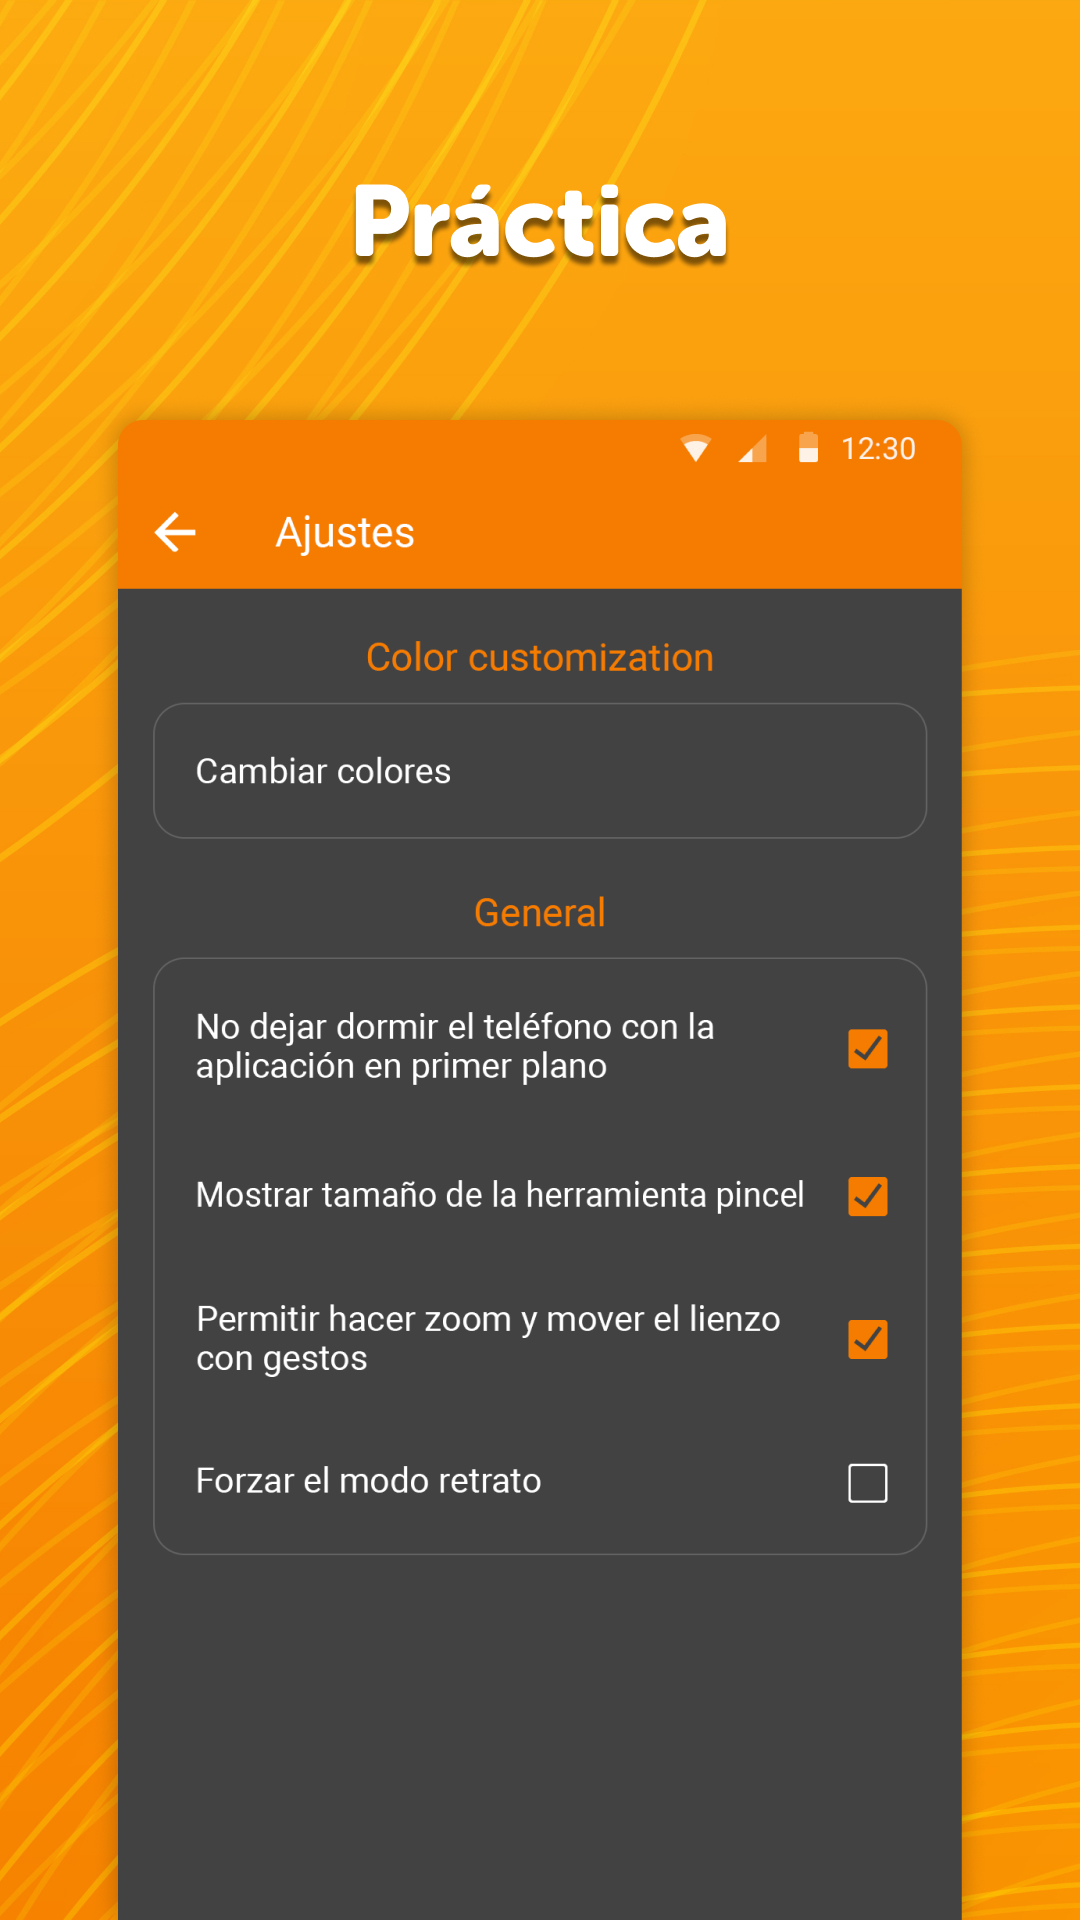 Práctica
12:30
Ajustes
Color customization
Cambiar colores
General
No dejar dormir el teléfono con la
aplicación en primer plano
Mostrar tamaño de la herramienta pincel
Permitir hacer zoom y mover el lienzo
con gestos
Forzar el modo retrato